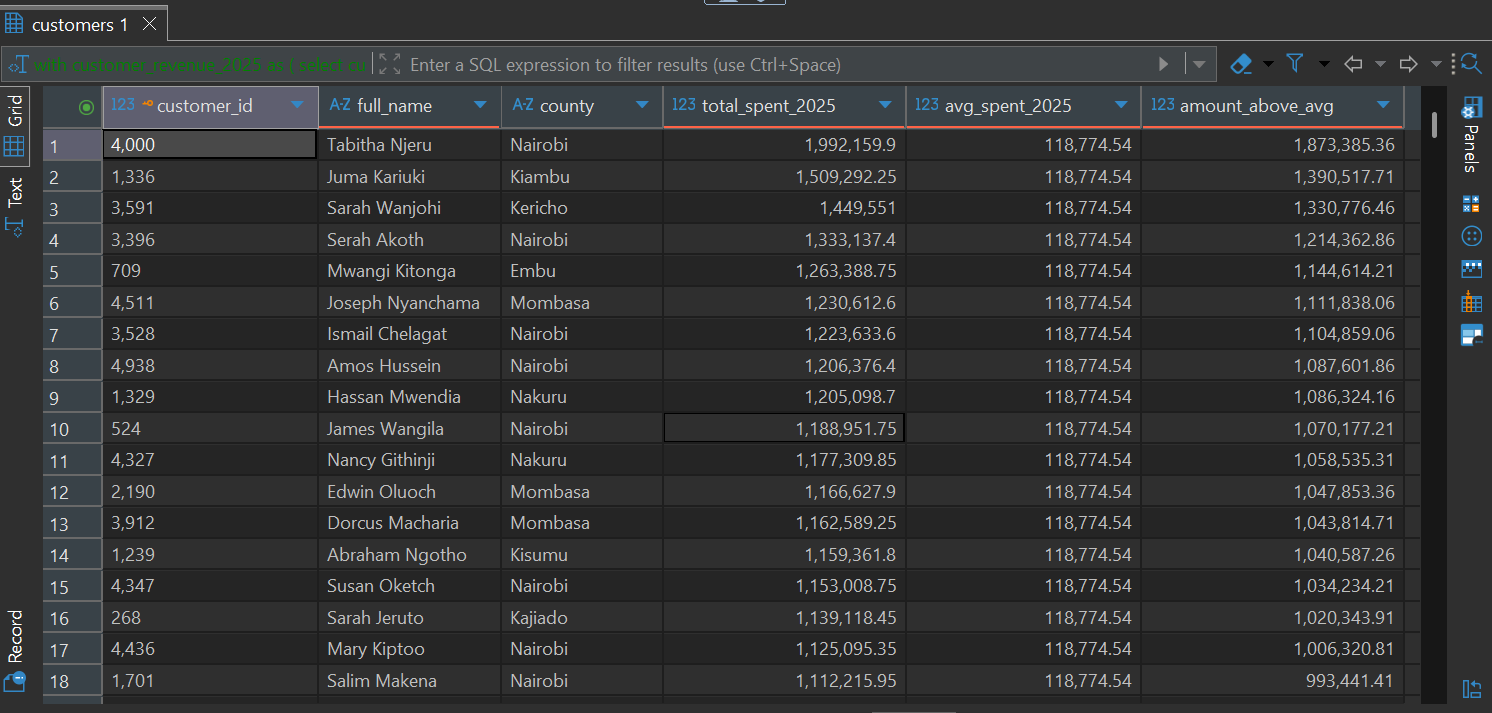 customers 1
with customer_revenue_2025 as ( select cu Enter a SQL expression to filter results (use Ctrl+Space)
Grid
Text
Record
Panels
123 customer_id A-Z full_name A-Z county 123 total_spent_2025 123 avg_spent_2025 123 amount_above_avg
1 4,000 Tabitha Njeru Nairobi 1,992,159.9 118,774.54 1,873,385.36
2 1,336 Juma Kariuki Kiambu 1,509,292.25 118,774.54 1,390,517.71
3 3,591 Sarah Wanjohi Kericho 1,449,551 118,774.54 1,330,776.46
4 3,396 Serah Akoth Nairobi 1,333,137.4 118,774.54 1,214,362.86
5 709 Mwangi Kitonga Embu 1,263,388.75 118,774.54 1,144,614.21
6 4,511 Joseph Nyanchama Mombasa 1,230,612.6 118,774.54 1,111,838.06
7 3,528 Ismail Chelagat Nairobi 1,223,633.6 118,774.54 1,104,859.06
8 4,938 Amos Hussein Nairobi 1,206,376.4 118,774.54 1,087,601.86
9 1,329 Hassan Mwendia Nakuru 1,205,098.7 118,774.54 1,086,324.16
10 524 James Wangila Nairobi 1,188,951.75 118,774.54 1,070,177.21
11 4,327 Nancy Githinji Nakuru 1,177,309.85 118,774.54 1,058,535.31
12 2,190 Edwin Oluoch Mombasa 1,166,627.9 118,774.54 1,047,853.36
13 3,912 Dorcus Macharia Mombasa 1,162,589.25 118,774.54 1,043,814.71
14 1,239 Abraham Ngotho Kisumu 1,159,361.8 118,774.54 1,040,587.26
15 4,347 Susan Oketch Nairobi 1,153,008.75 118,774.54 1,034,234.21
16 268 Sarah Jeruto Kajiado 1,139,118.45 118,774.54 1,020,343.91
17 4,436 Mary Kiptoo Nairobi 1,125,095.35 118,774.54 1,006,320.81
18 1,701 Salim Makena Nairobi 1,112,215.95 118,774.54 993,441.41